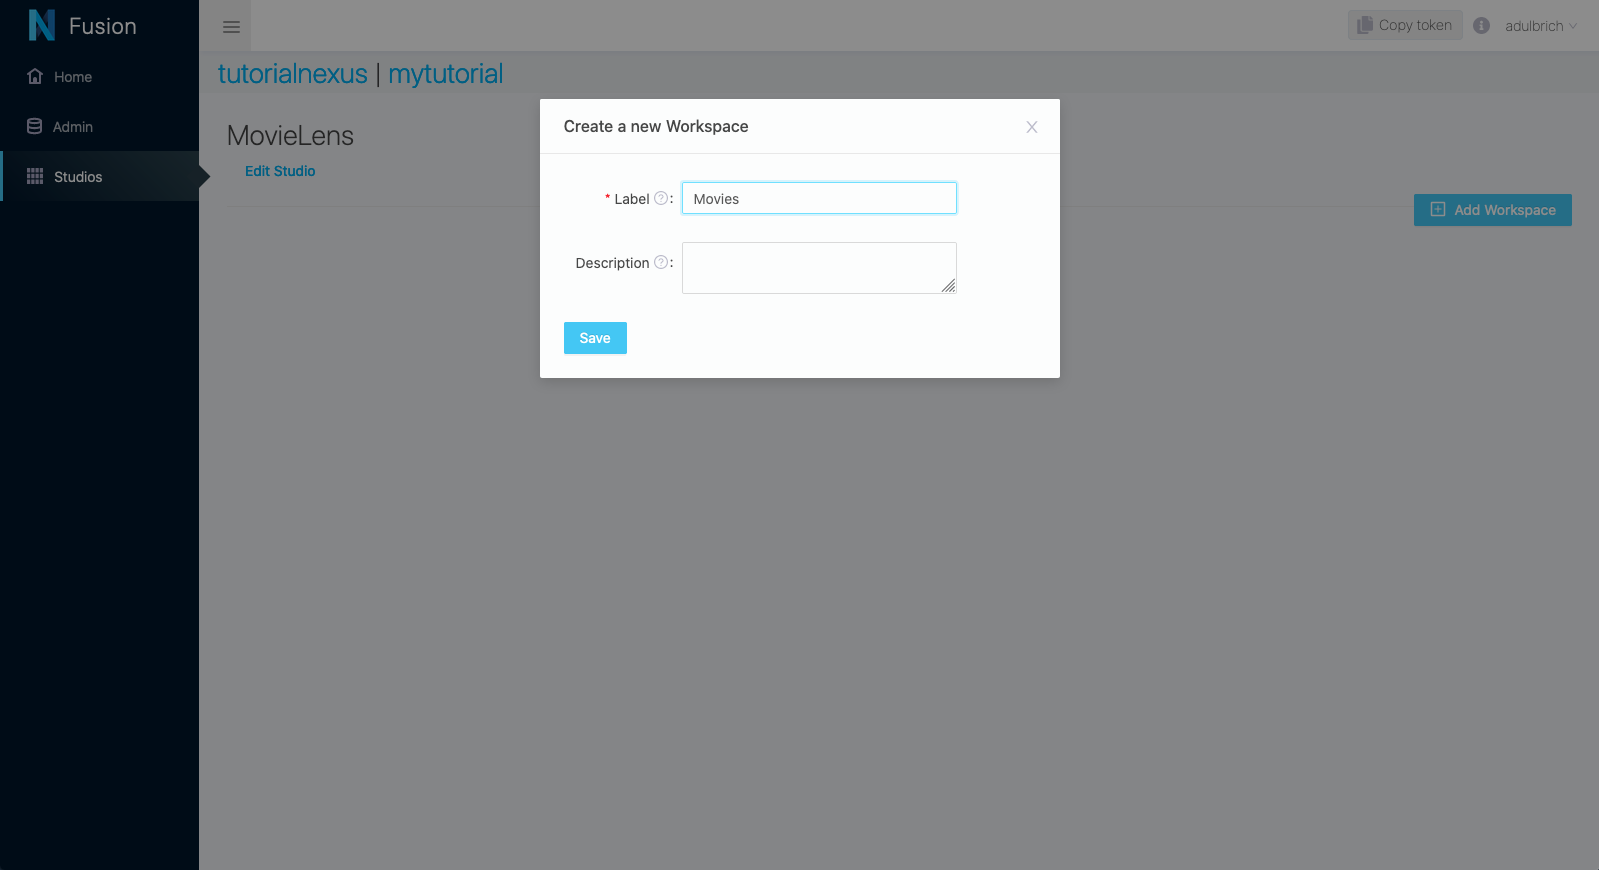 Fusion
Copy token
adulbrich
Home
Admin
Studios
tutorialnexus | mytutorial
MovieLens
Edit Studio
Add Workspace
Create a new Workspace
* Label ? :
Movies
Description ? :
Save